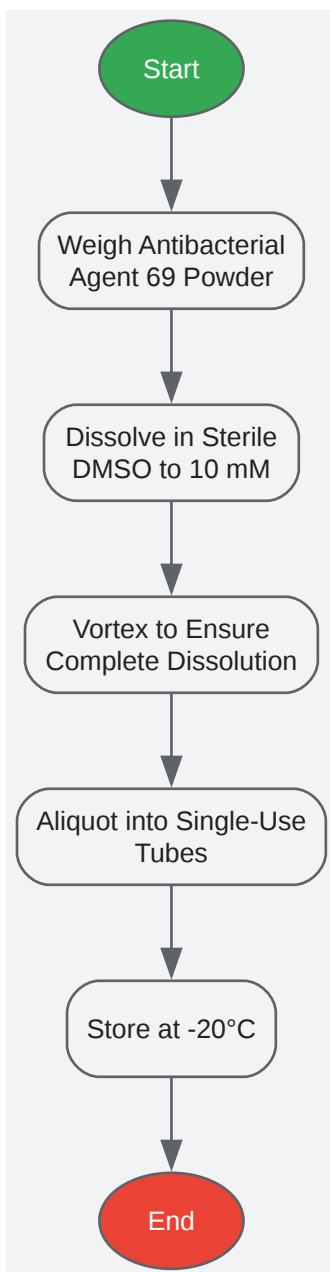 Start
Weigh Antibacterial
Agent 69 Powder
Dissolve in Sterile
DMSO to 10 mM
Vortex to Ensure
Complete Dissolution
Aliquot into Single-Use
Tubes
Store at -20°C
End